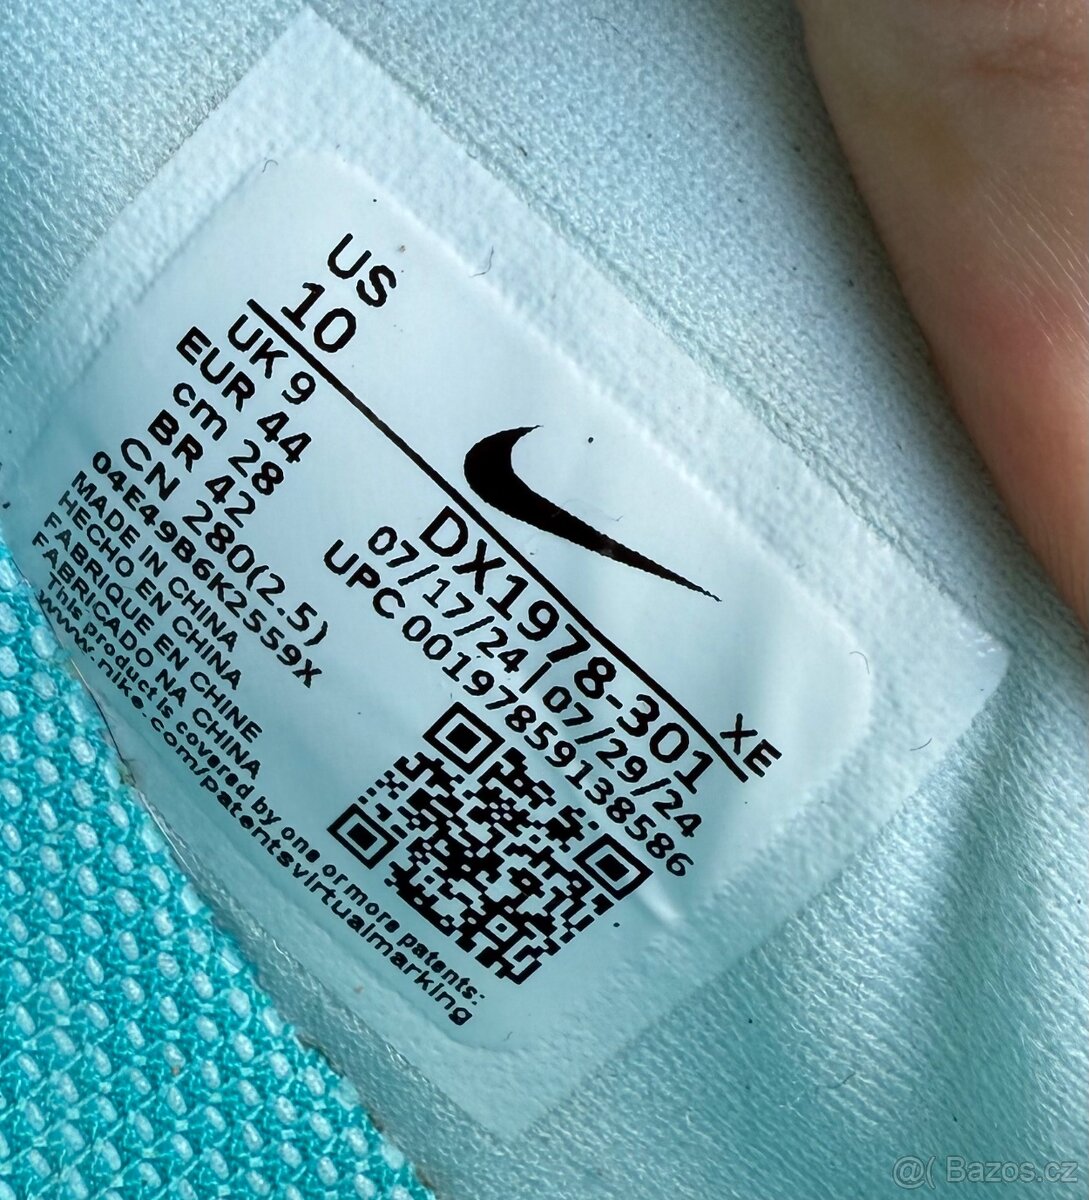 US
10
UK 9
EUR 44
cm 28
BR 42
CN 280(2.5)
04E49B6K2559X
MADE IN CHINA
HECHO EN CHINA
FABRIQUE EN CHINE
FABRICADO NA CHINA
This product is covered by one or more patents:
www.nike.com/patentsvirtualmarking
XE
DX1978-301
07/17/24 | 07/29/24
UPC 00197859138586
@( Bazos.cz